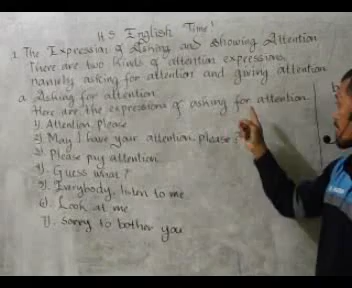 H.S English Time!
1. The Expression of Asking and Showing Attention
There are two kinds of attention expressions,
namely asking for attention and giving attention
a. Asking for attention
Here are the expressions of asking for attention
1). Attention Please
2). May I have your attention, please?
3). Please pay attention
4). Guess what?
5). Everybody, listen to me
6). Look at me
7). Sorry to bother you
b